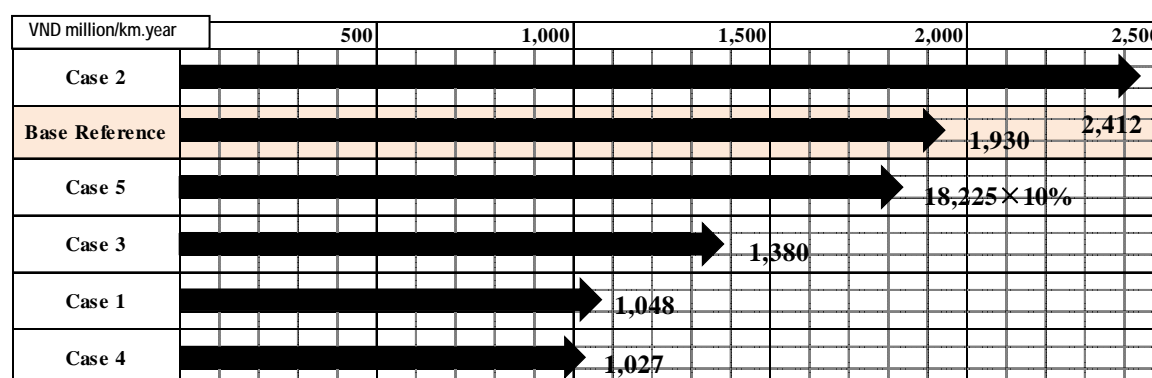 VND million/km.year
500 1,000 1,500 2,000 2,500
Case 2
2,412
Base Reference 1,930
Case 5 18,225×10%
Case 3 1,380
Case 1 1,048
Case 4 1,027